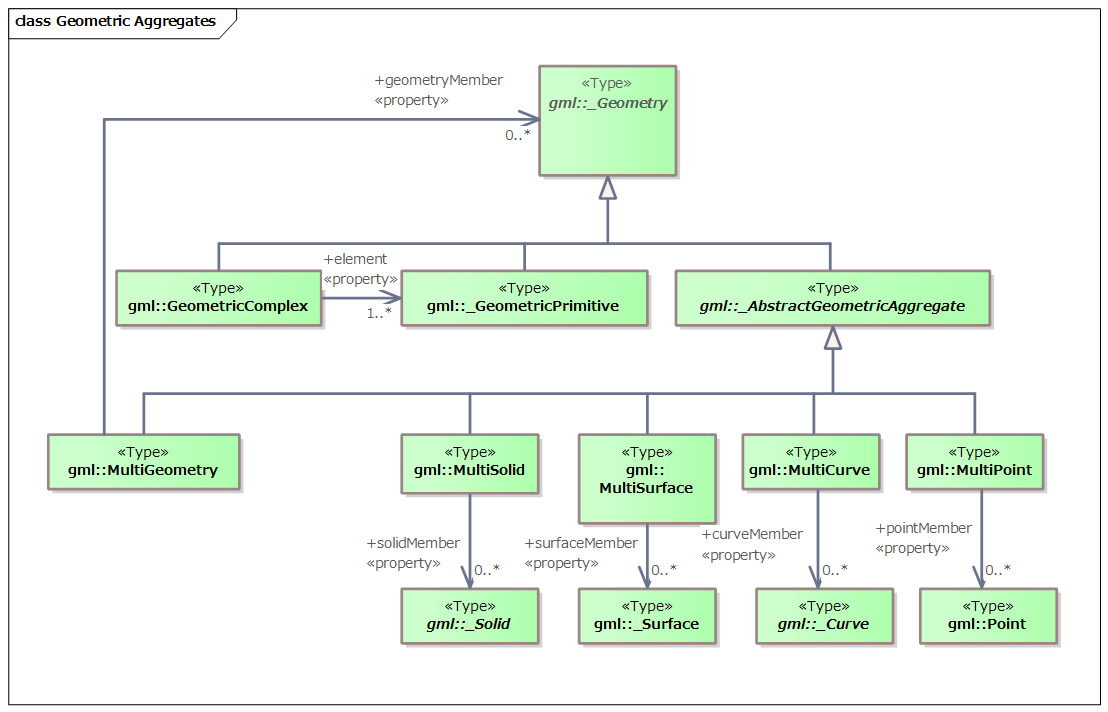 class Geometric Aggregates
+geometryMember
«property»
0..*
«Type»
gml::_Geometry
+element
«property»
1..*
«Type»
gml::GeometricComplex
«Type»
gml::_GeometricPrimitive
«Type»
gml::_AbstractGeometricAggregate
«Type»
gml::MultiGeometry
«Type»
gml::MultiSolid
«Type»
gml::
MultiSurface
«Type»
gml::MultiCurve
«Type»
gml::MultiPoint
+solidMember
«property»
0..*
+surfaceMember
«property»
0..*
+curveMember
«property»
0..*
+pointMember
«property»
0..*
«Type»
gml::_Solid
«Type»
gml::_Surface
«Type»
gml::_Curve
«Type»
gml::Point